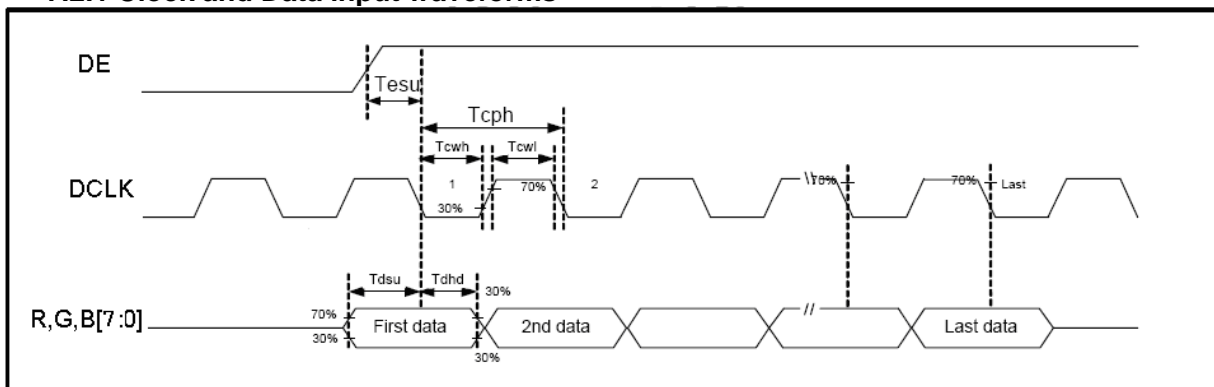 DE
Tesu
Tcph
Tcwh Tcwl
DCLK 1 70% 2 \\ 70% 70% Last
30%
Tdsu Tdhd
30%
R,G,B[7:0] 70% First data 2nd data // Last data
30% 30%